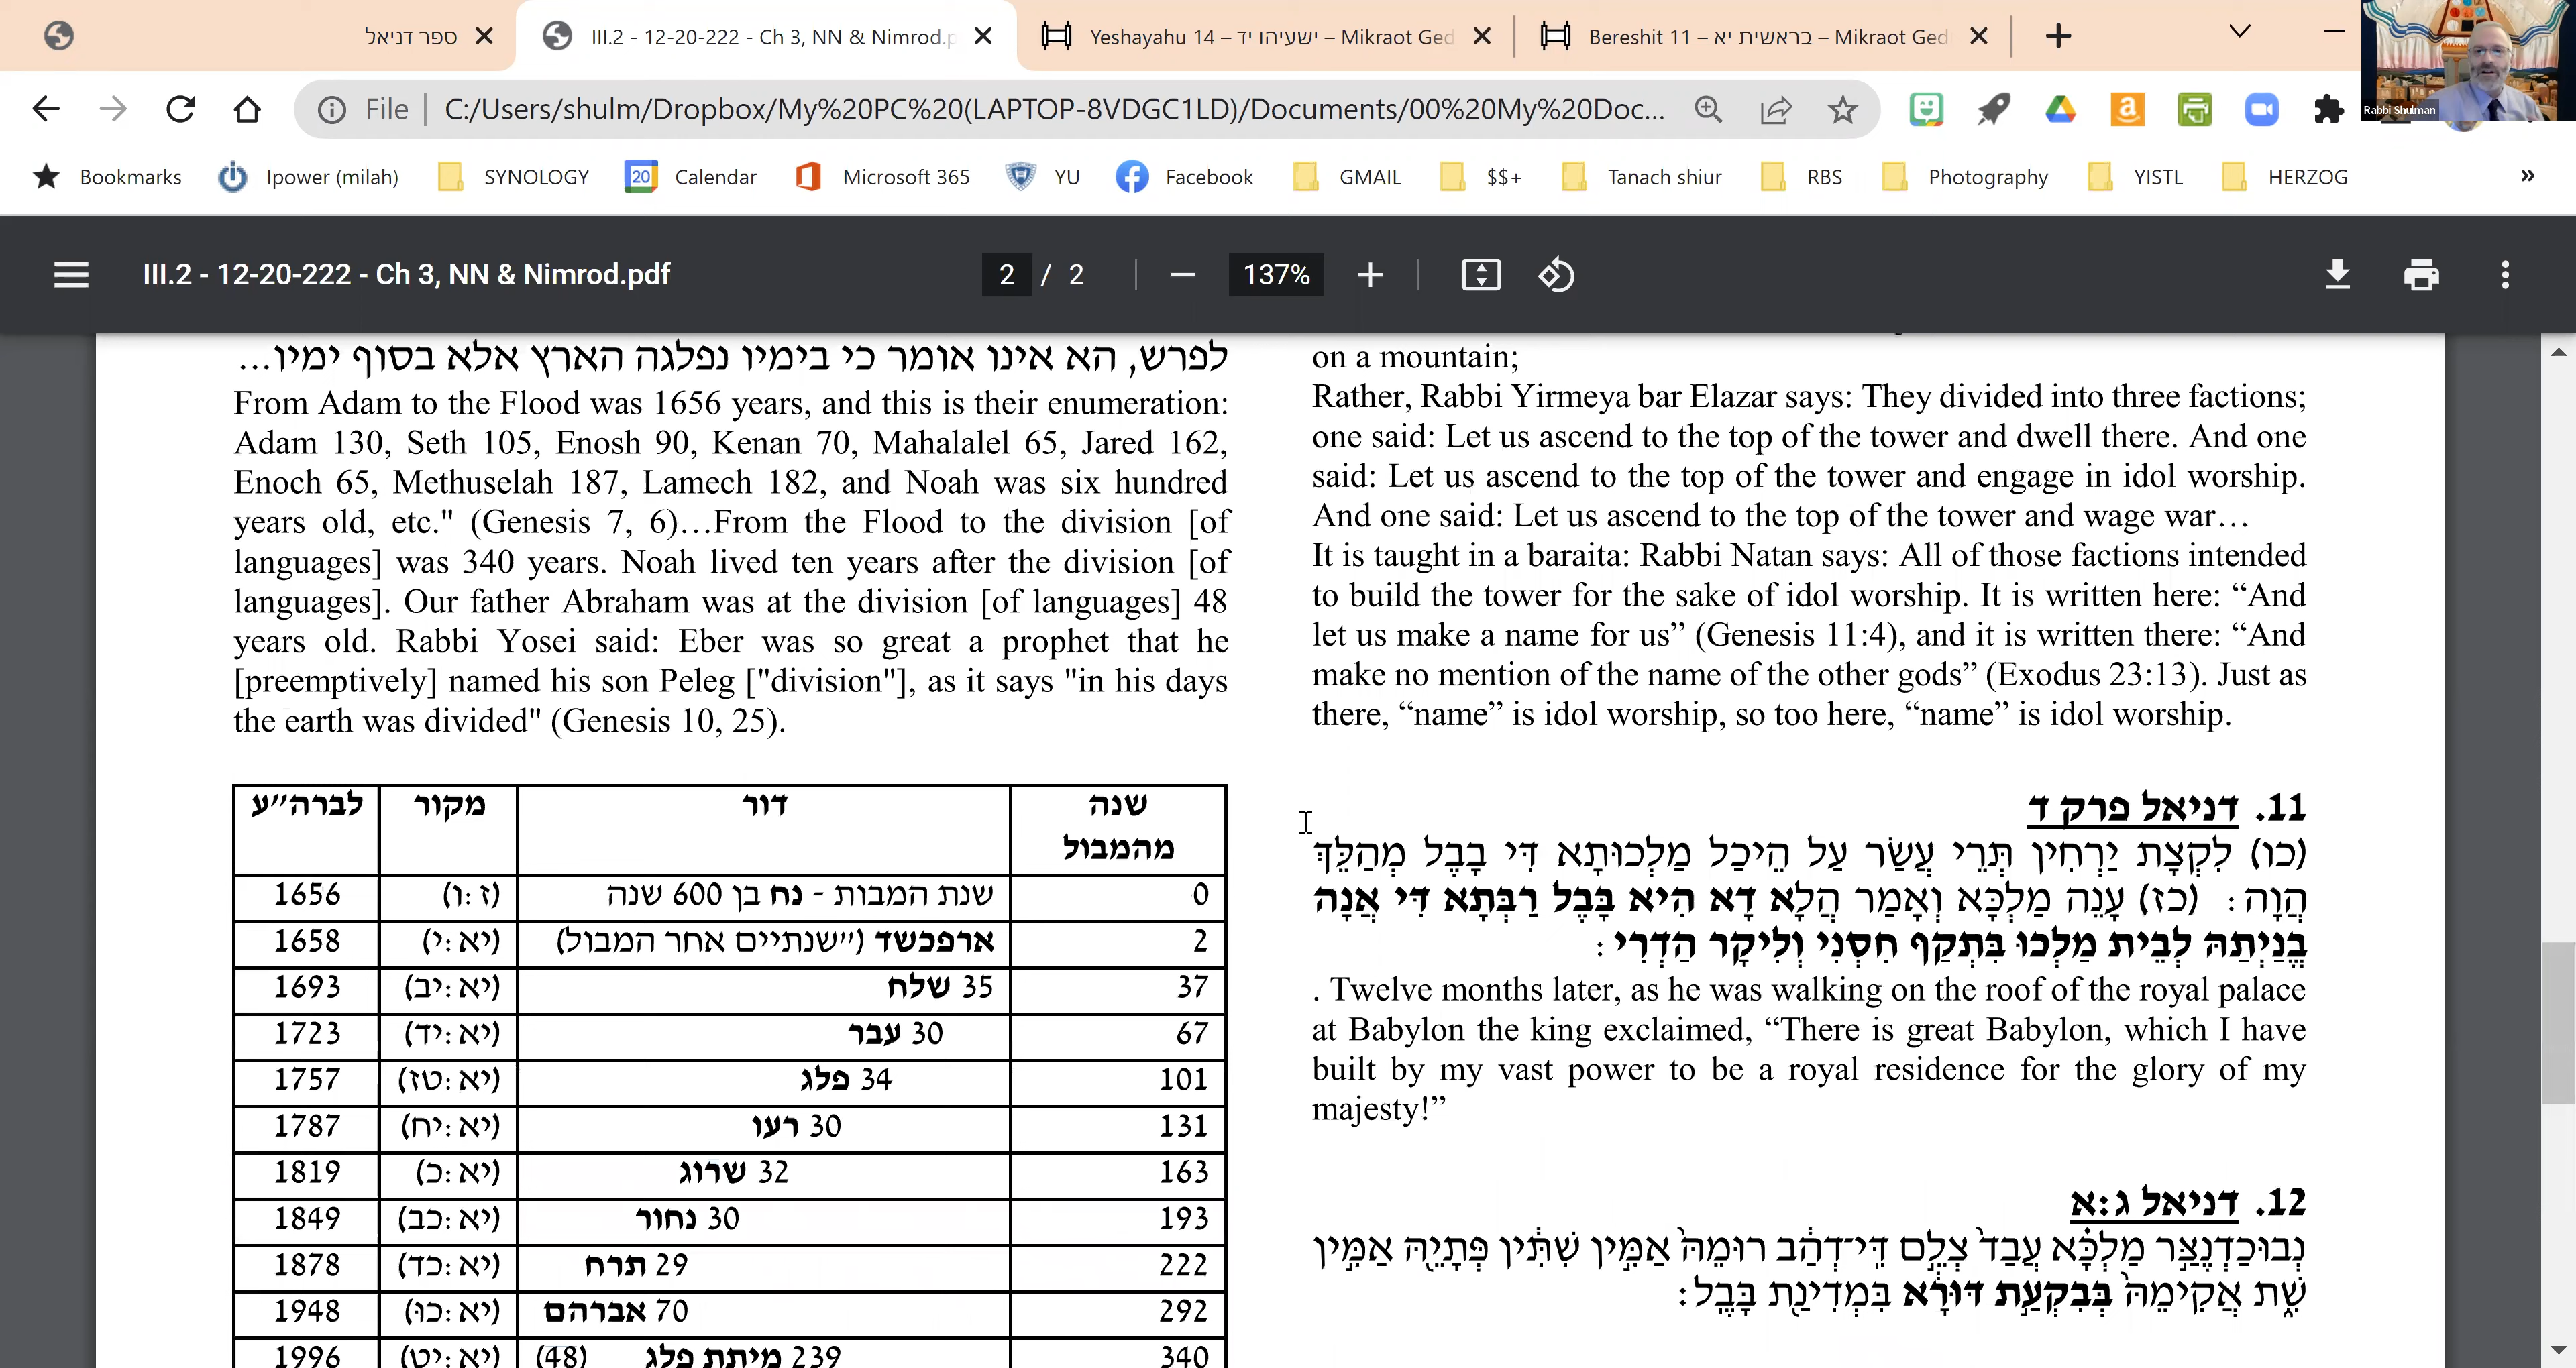 ספר דניאל
III.2 - 12-20-222 - Ch 3, NN & Nimrod.p
Yeshayahu 14 – ישעיהו יד – Mikraot Ged
Bereshit 11 – בראשית יא – Mikraot Ged
Rabbi Shulman
File
C:/Users/shulm/Dropbox/My%20PC%20(LAPTOP-8VDGC1LD)/Documents/00%20My%20Doc...
Bookmarks
Ipower (milah)
SYNOLOGY
20
Calendar
Microsoft 365
YU
Facebook
GMAIL
$$+
Tanach shiur
RBS
Photography
YISTL
HERZOG
»
III.2 - 12-20-222 - Ch 3, NN & Nimrod.pdf
2 / 2
137%
לפרש, הא אינו אומר כי בימיו נפלגה הארץ אלא בסוף ימיו...
From Adam to the Flood was 1656 years, and this is their enumeration:
Adam 130, Seth 105, Enosh 90, Kenan 70, Mahalalel 65, Jared 162,
Enoch 65, Methuselah 187, Lamech 182, and Noah was six hundred
years old, etc." (Genesis 7, 6)…From the Flood to the division [of
languages] was 340 years. Noah lived ten years after the division [of
languages]. Our father Abraham was at the division [of languages] 48
years old. Rabbi Yosei said: Eber was so great a prophet that he
[preemptively] named his son Peleg ["division"], as it says "in his days
the earth was divided" (Genesis 10, 25).
שנה מהמבול דור מקור לברה״ע
0 שנת המבות - נח בן 600 שנה (ז:ו) 1656
2 ארפכשד (״שנתיים אחר המבול) (יא:י) 1658
37 35 שלח (יא:יב) 1693
67 30 עבר (יא:יד) 1723
101 34 פלג (יא:טז) 1757
131 30 רעו (יא:יח) 1787
163 32 שרוג (יא:כ) 1819
193 30 נחור (יא:כב) 1849
222 29 תרח (יא:כד) 1878
292 70 אברהם (יא:כו) 1948
340 239 מיתת פלג (48) (יא:יט) 1996
on a mountain;
Rather, Rabbi Yirmeya bar Elazar says: They divided into three factions;
one said: Let us ascend to the top of the tower and dwell there. And one
said: Let us ascend to the top of the tower and engage in idol worship.
And one said: Let us ascend to the top of the tower and wage war…
It is taught in a baraita: Rabbi Natan says: All of those factions intended
to build the tower for the sake of idol worship. It is written here: “And
let us make a name for us” (Genesis 11:4), and it is written there: “And
make no mention of the name of the other gods” (Exodus 23:13). Just as
there, “name” is idol worship, so too here, “name” is idol worship.
11. דניאל פרק ד
(כו) לִקְצָת יַרְחִין תְּרֵי עֲשַׂר עַל הֵיכַל מַלְכוּתָא דִּי בָבֶל מְהַלֵּךְ
הֲוָה: (כז) עָנֵה מַלְכָּא וְאָמַר הֲלָא דָא הִיא בָּבֶל רַבְּתָא דִּי אֲנָה
בֱנַיְתַהּ לְבֵית מַלְכוּ בִּתְקַף חִסְנִי וְלִיקָר הַדְרִי:
. Twelve months later, as he was walking on the roof of the royal palace
at Babylon the king exclaimed, “There is great Babylon, which I have
built by my vast power to be a royal residence for the glory of my
majesty!”
12. דניאל ג:א
נְבוּכַדְנֶצַּר מַלְכָּא עֲבַד צְלֵם דִּי־דְהַב רוּמֵהּ אַמִּין שִׁתִּין פְּתָיֵהּ אַמִּין
שִׁת אֲקִימֵהּ בְּבִקְעַת דּוּרָא בִּמְדִינַת בָּבֶל: